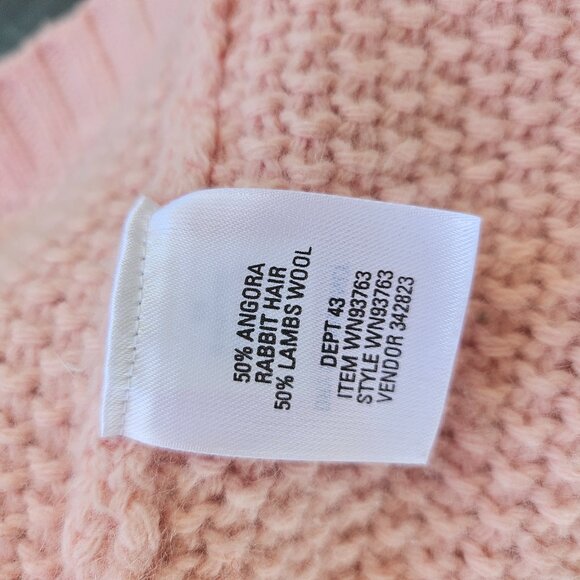 50% ANGORA
RABBIT HAIR
50% LAMBS WOOL
DEPT 43
ITEM WN93763
STYLE WN93763
VENDOR 342823